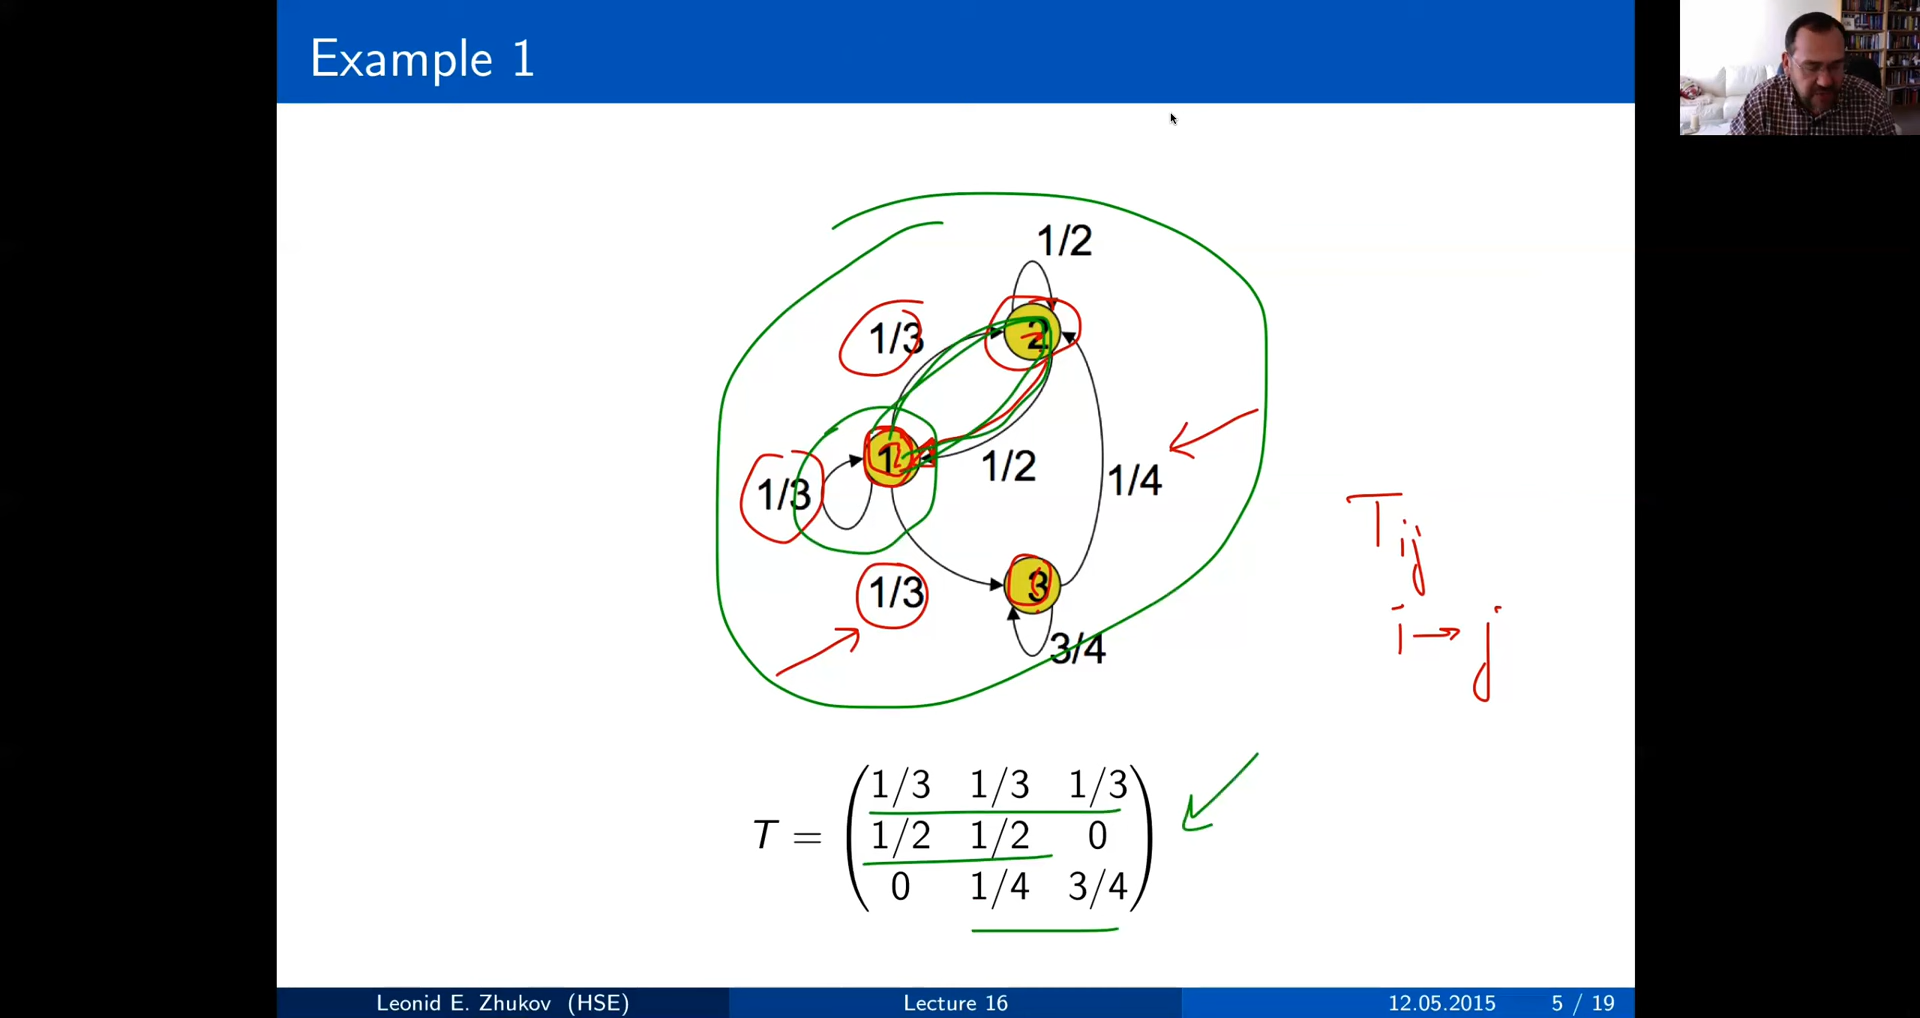 Example 1
1/2
1/3
2
1
1/2
1/4
1/3
T ij
i → j
3
1/3
3/4
T = (1/3 1/3 1/3
1/2 1/2 0
0 1/4 3/4)
Leonid E. Zhukov (HSE) Lecture 16 12.05.2015 5 / 19